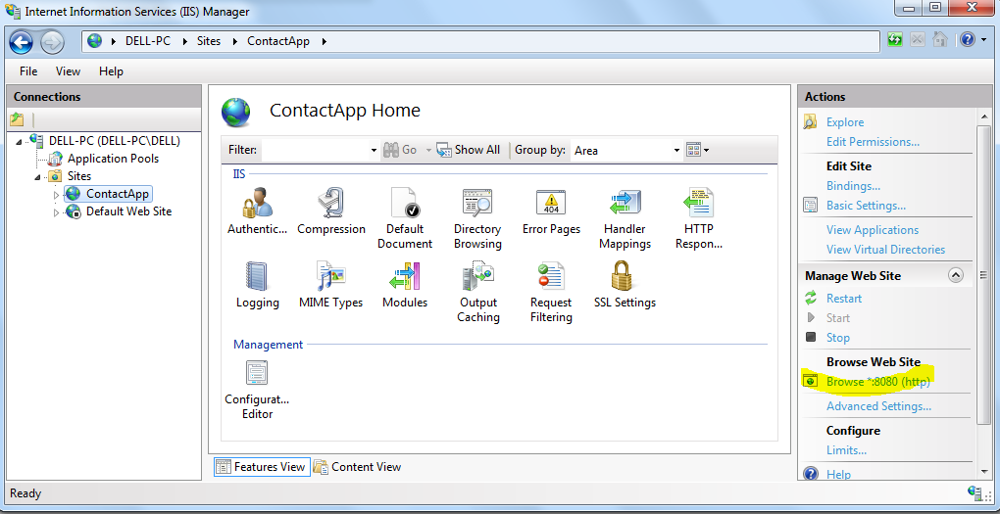 Internet Information Services (IIS) Manager
DELL-PC Sites ContactApp
File View Help
Connections
DELL-PC (DELL-PC\DELL)
Application Pools
Sites
ContactApp
Default Web Site
ContactApp Home
Filter: Go Show All Group by: Area
IIS
Authentic... Compression Default Document Directory Browsing Error Pages Handler Mappings HTTP Respon...
404
Logging MIME Types Modules Output Caching Request Filtering SSL Settings
Management
Configurat... Editor
Features View Content View
Actions
Explore
Edit Permissions...
Edit Site
Bindings...
Basic Settings...
View Applications
View Virtual Directories
Manage Web Site
Restart
Start
Stop
Browse Web Site
Browse *:8080 (http)
Advanced Settings...
Configure
Limits...
Help
Ready